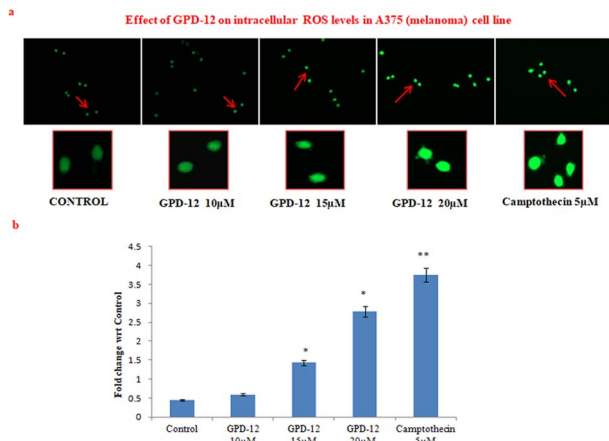 Effect of GPD-12 on intracellular ROS levels in A375 (melanoma) cell line
a
CONTROL
GPD-12 10µM
GPD-12 15µM
GPD-12 20µM
Camptothecin 5µM
b
Fold change wrt Control
4.5
4
3.5
3
2.5
2
1.5
1
0.5
0
*
*
**
Control
GPD-12
10µM
GPD-12
15µM
GPD-12
20µM
Camptothecin
5µM